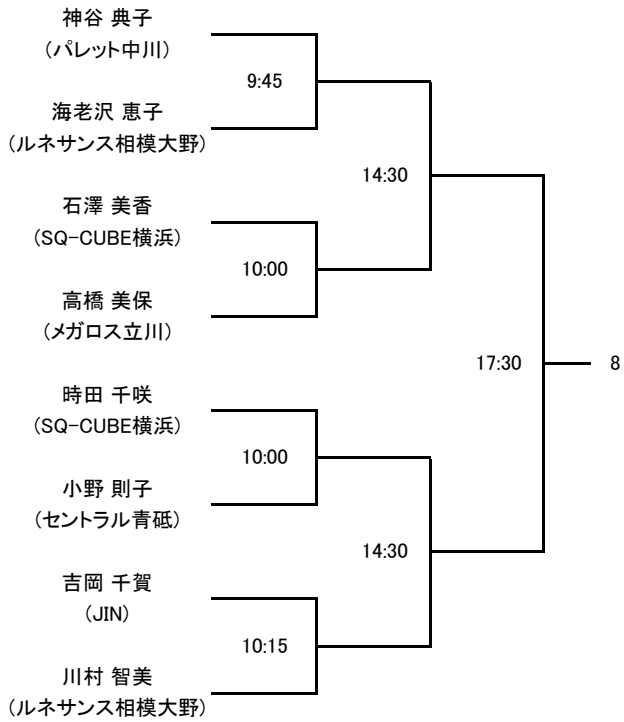 神谷 典子
(パレット中川)
9:45
海老沢 恵子
(ルネサンス相模大野)
14:30
石澤 美香
(SQ-CUBE横浜)
10:00
高橋 美保
(メガロス立川)
17:30
8
時田 千咲
(SQ-CUBE横浜)
10:00
小野 則子
(セントラル青砥)
14:30
吉岡 千賀
(JIN)
10:15
川村 智美
(ルネサンス相模大野)